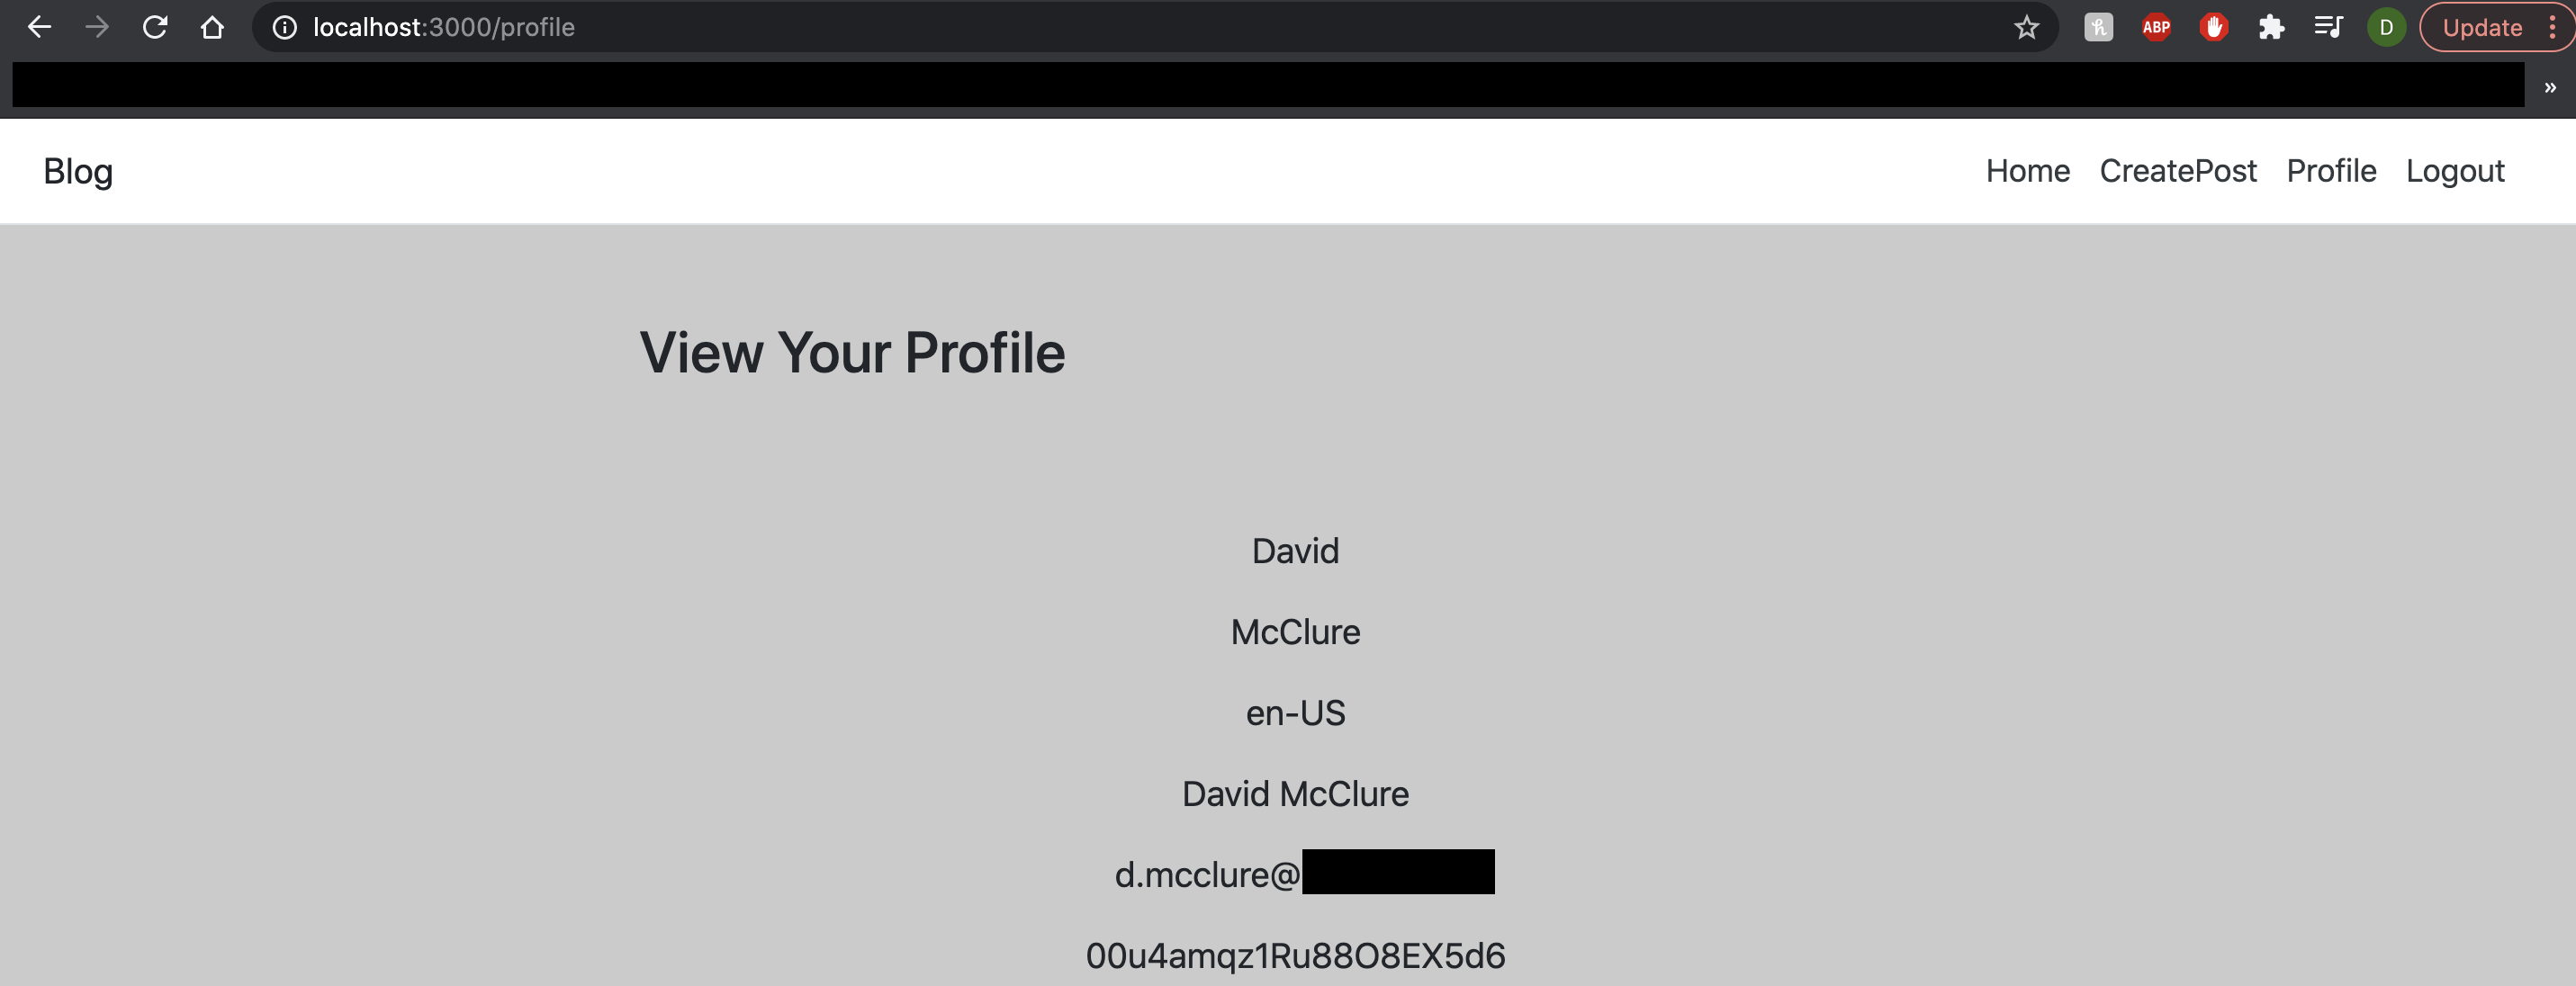 localhost:3000/profile
ABP
D
Update
»
Blog
Home CreatePost Profile Logout
View Your Profile
David
McClure
en-US
David McClure
d.mcclure@
00u4amqz1Ru88O8EX5d6